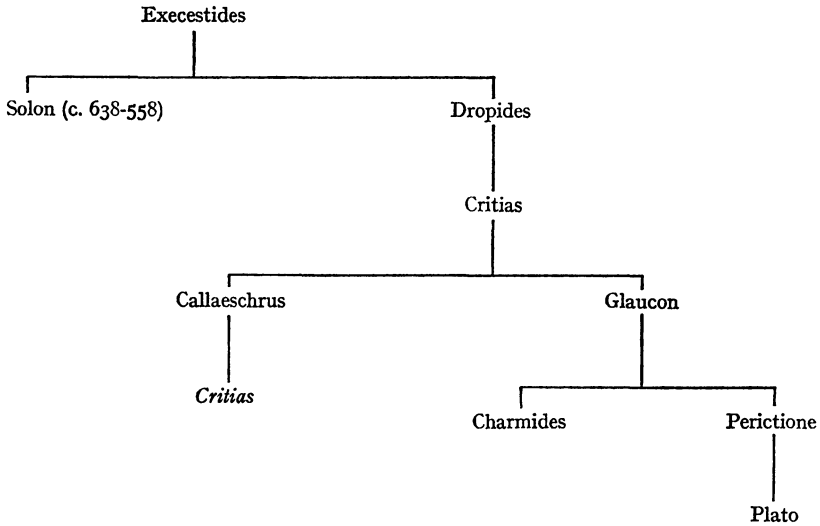 Execestides
Solon (c. 638-558)
Dropides
Critias
Callaeschrus
Glaucon
Critias
Charmides
Perictione
Plato